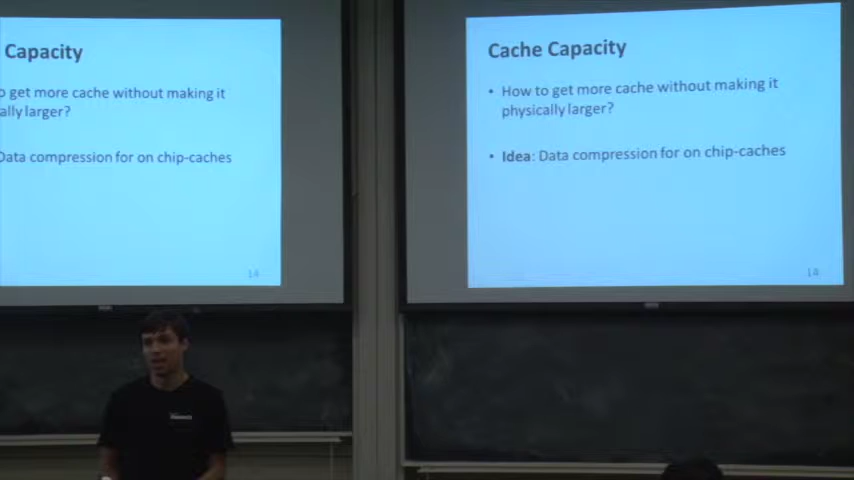 Capacity
o get more cache without making it
ally larger?
Data compression for on chip-caches
14
Cache Capacity
• How to get more cache without making it
physically larger?
• Idea: Data compression for on chip-caches
14